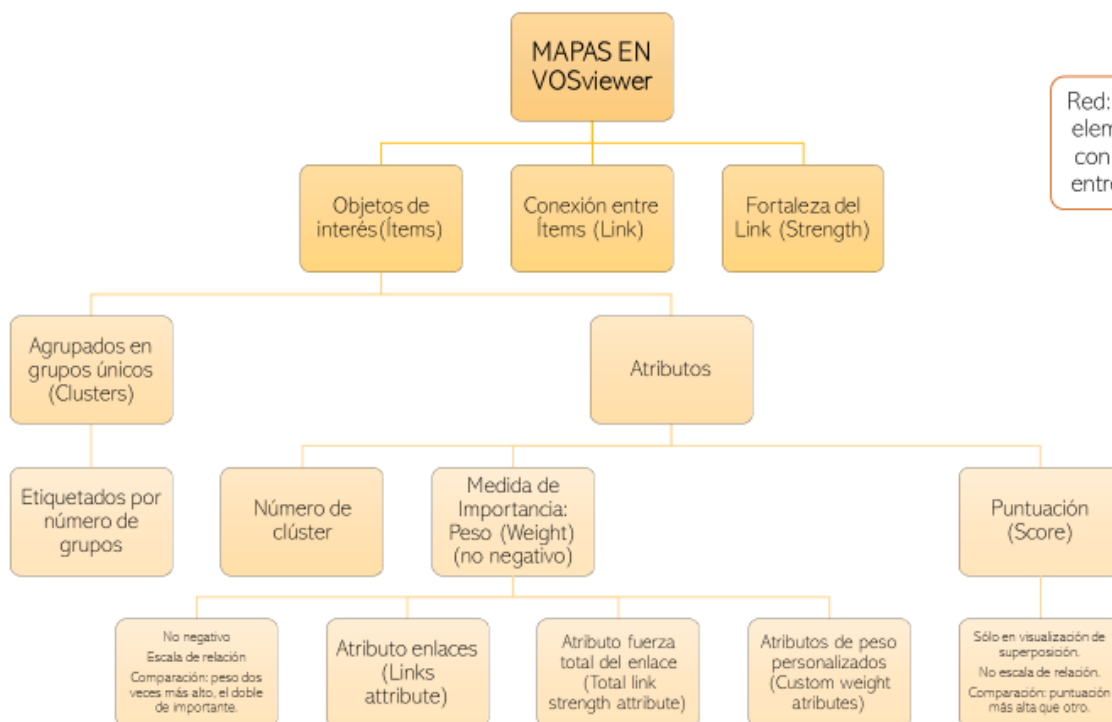 MAPAS EN
VOSviewer
Red:
entre
Objetos de
interés(Ítems)
Conexión entre
Ítems (Link)
Fortaleza del
Link (Strength)
Agrupados en
grupos únicos
(Clusters)
Atributos
Etiquetados por
número de
grupos
Número de
clúster
Medida de
Importancia:
Peso (Weight)
(no negativo)
Puntuación
(Score)
No negativo
Escala de relación
Comparación: peso dos
veces más alto, el doble
de importante.
Atributo enlaces
(Links
attribute)
Atributo fuerza
total del enlace
(Total link
strength attribute)
Atributos de peso
personalizados
(Custom weight
atributes)
Sólo en visualización de
superposición.
No escala de relación.
Comparación: puntuación
más alta que otro.